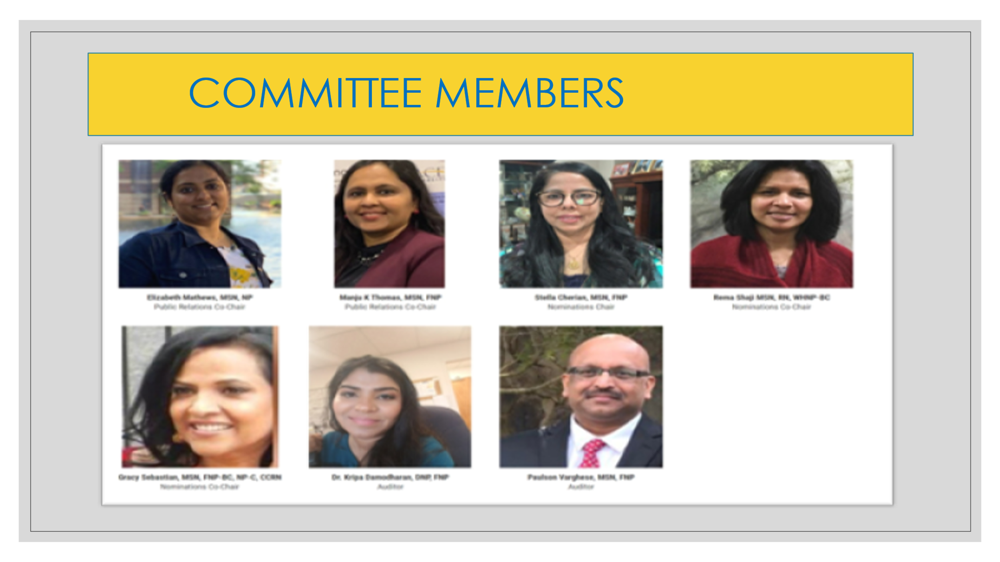 COMMITTEE MEMBERS
Elizabeth Mathews, MSN, NP
Public Relations Co-Chair
Manju K Thomas, MSN, FNP
Public Relations Co-Chair
Stella Cherian, MSN, FNP
Nominations Chair
Rema Shaji MSN, RN, WHNP-BC
Nominations Co-Chair
Gracy Sebastian, MSN, FNP-BC, NP-C, CCRN
Nominations Co-Chair
Dr. Kripa Damodharan, DNP, FNP
Auditor
Paulson Varghese, MSN, FNP
Auditor